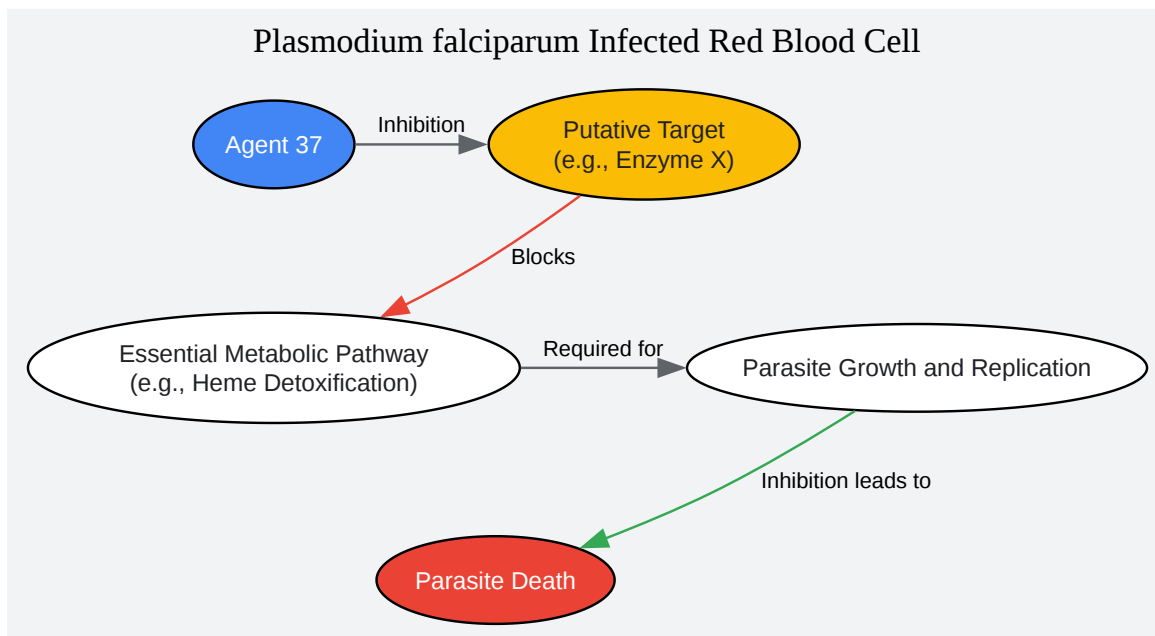 Plasmodium falciparum Infected Red Blood Cell
Agent 37
Inhibition
Putative Target
(e.g., Enzyme X)
Blocks
Essential Metabolic Pathway
(e.g., Heme Detoxification)
Required for
Parasite Growth and Replication
Inhibition leads to
Parasite Death